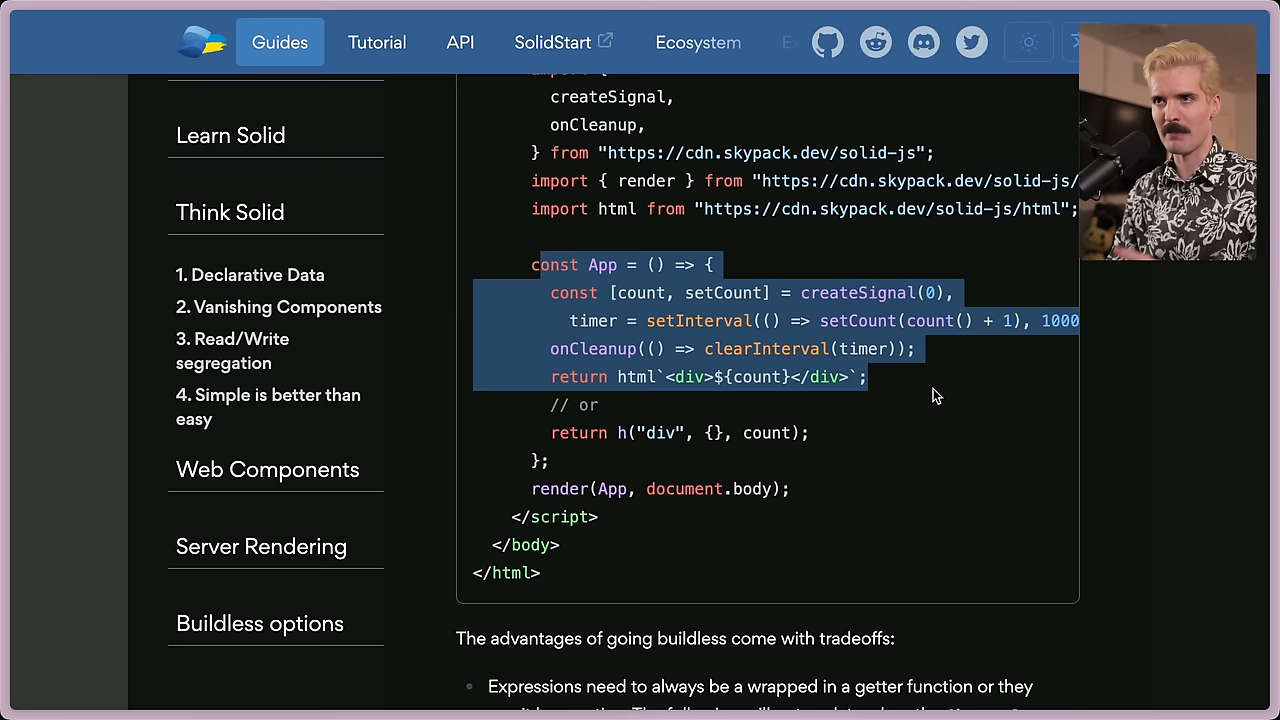 Guides
Tutorial
API
SolidStart
Ecosystem
Learn Solid
Think Solid
1. Declarative Data
2. Vanishing Components
3. Read/Write
segregation
4. Simple is better than
easy
Web Components
Server Rendering
Buildless options
import {
createSignal,
onCleanup,
} from "https://cdn.skypack.dev/solid-js";
import { render } from "https://cdn.skypack.dev/solid-js/
import html from "https://cdn.skypack.dev/solid-js/html";
const App = () => {
const [count, setCount] = createSignal(0),
timer = setInterval(() => setCount(count() + 1), 1000
onCleanup(() => clearInterval(timer));
return html`<div>${count}</div>`;
// or
return h("div", {}, count);
};
render(App, document.body);
</script>
</body>
</html>
The advantages of going buildless come with tradeoffs:
• Expressions need to always be a wrapped in a getter function or they